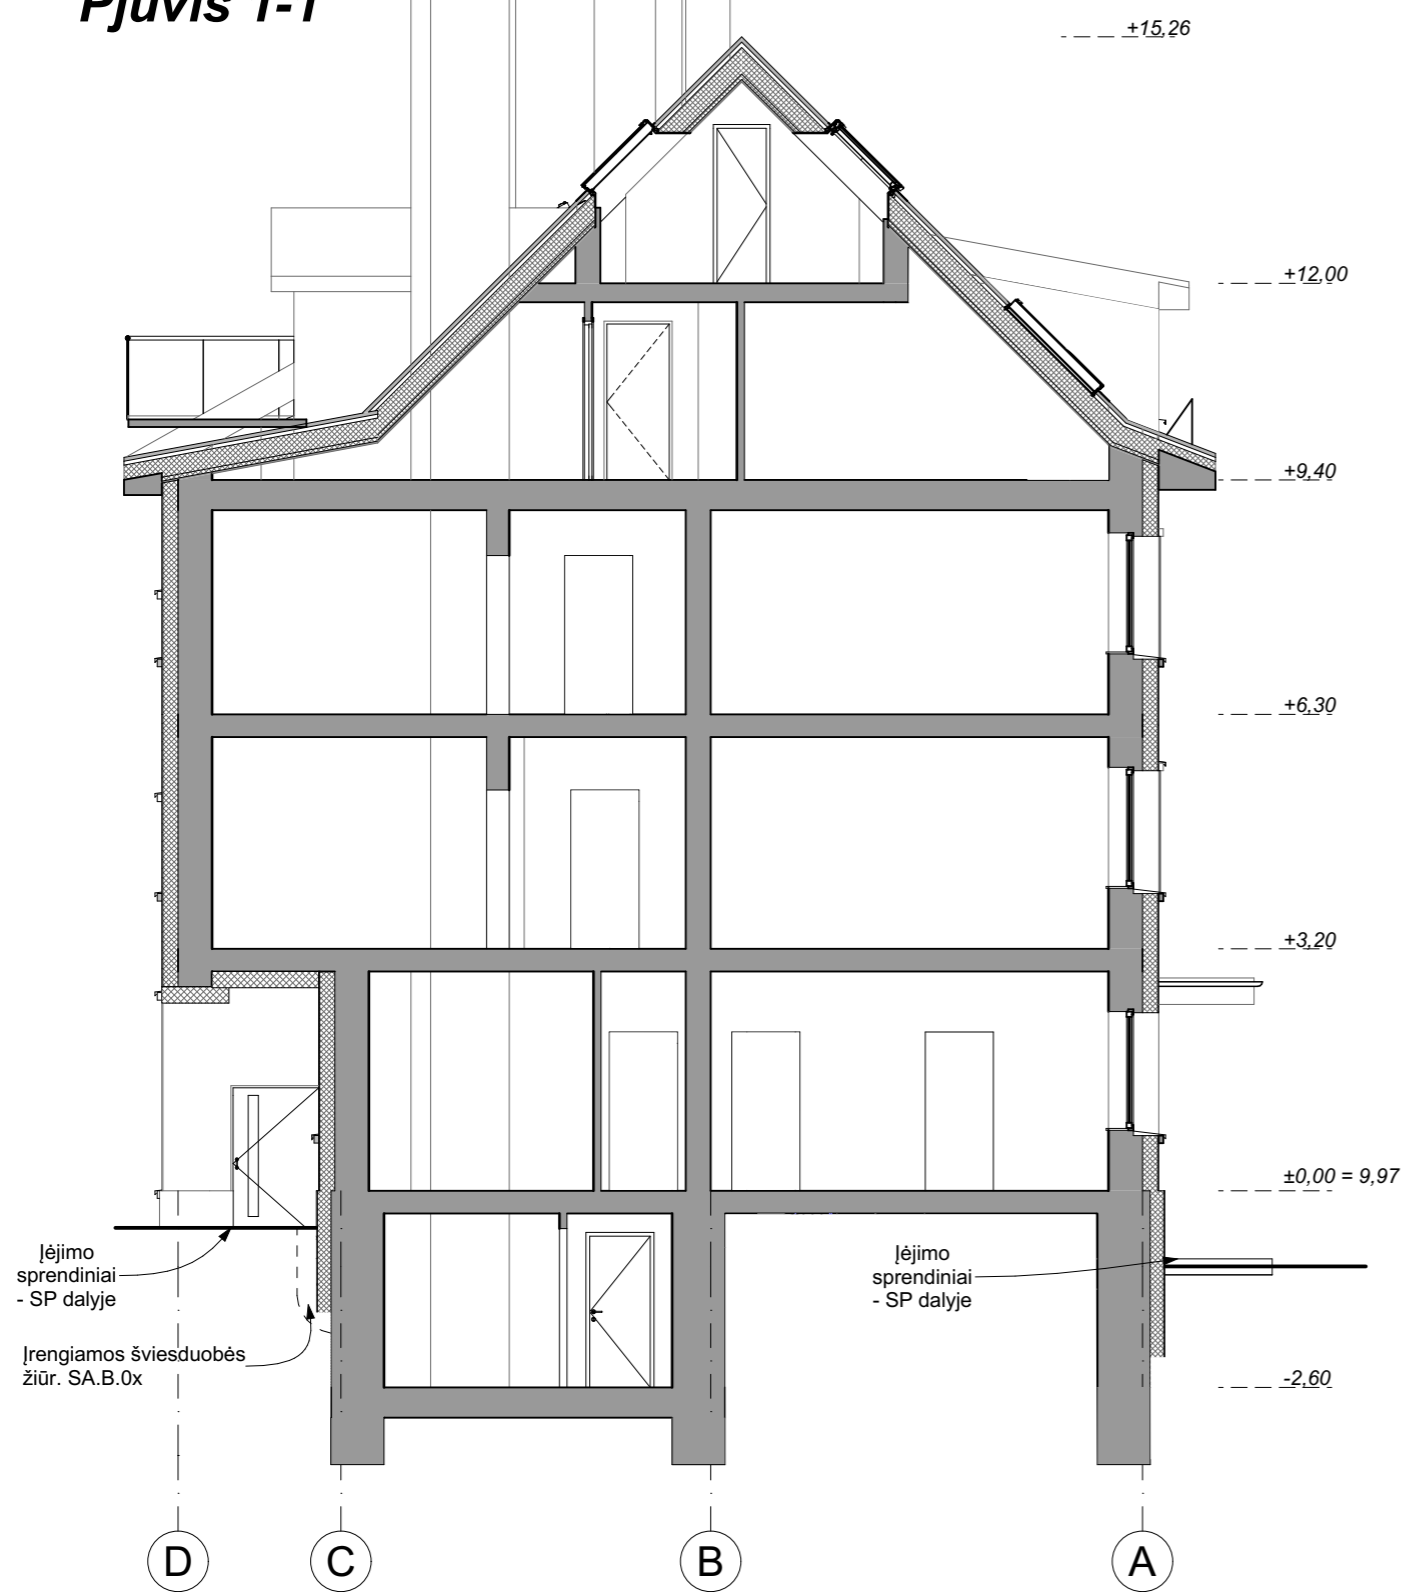 Pjūvis 1-1
+15,26
+12,00
+9,40
+6,30
+3,20
±0,00 = 9,97
Įėjimo
sprendiniai
- SP dalyje
Įėjimo
sprendiniai
- SP dalyje
Įrengiamos šviesduobės
žiūr. SA.B.0x
-2,60
D
C
B
A